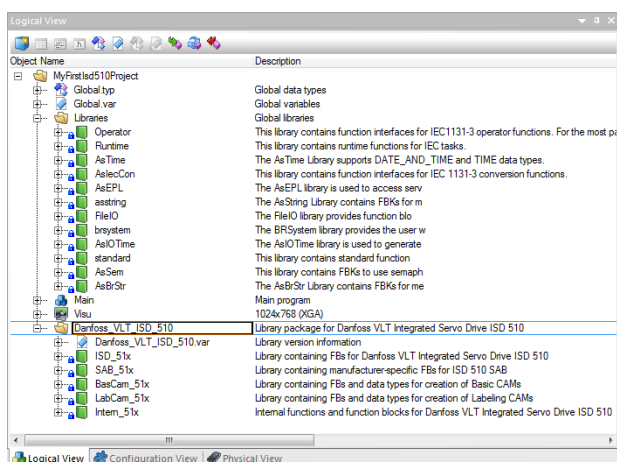 Logical View
Object Name Description
MyFirstIsd510Project
Global.typ Global data types
Global.var Global variables
Libraries Global libraries
Operator This library contains function interfaces for IEC1131-3 operator functions. For the most pa
Runtime This library contains runtime functions for IEC tasks.
AsTime The AsTime Library supports DATE_AND_TIME and TIME data types.
AsIecCon This library contains function interfaces for IEC 1131-3 conversion functions.
AsEPL The AsEPL library is used to access serv
asstring The AsString Library contains FBKs for m
FileIO The FileIO library provides function blo
brsystem The BRSystem library provides the user w
AsIOTime The AsIOTime library is used to generate
standard This library contains standard function
AsSem This library contains FBKs to use semaph
AsBrStr The AsBrStr Library contains FBKs for me
Main Main program
Visu 1024x768 (XGA)
Danfoss_VLT_ISD_510 Library package for Danfoss VLT Integrated Servo Drive ISD 510
Danfoss_VLT_ISD_510.var Library version information
ISD_51x Library containing FBs for Danfoss VLT Integrated Servo Drive ISD 510
SAB_51x Library containing manufacturer-specific FBs for ISD 510 SAB
BasCam_51x Library containing FBs and data types for creation of Basic CAMs
LabCam_51x Library containing FBs and data types for creation of Labeling CAMs
Intern_51x Internal functions and function blocks for Danfoss VLT Integrated Servo Drive ISD 510
Logical View Configuration View Physical View